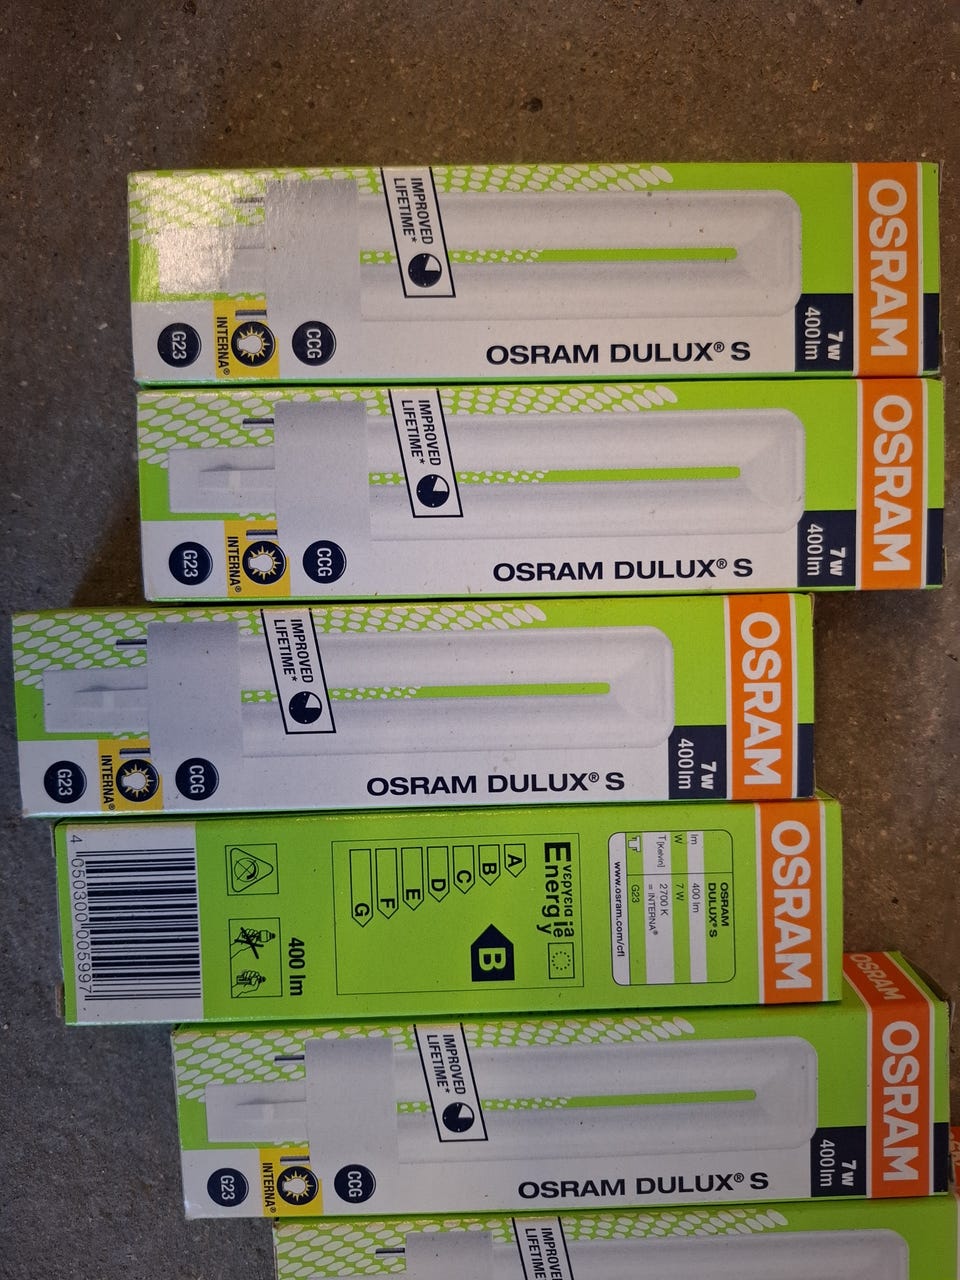 IMPROVED
LIFETIME*
OSRAM
7w
400lm
OSRAM DULUX® S
G23
INTERNA®
CCG
IMPROVED
LIFETIME*
OSRAM
7w
400lm
OSRAM DULUX® S
G23
INTERNA®
CCG
IMPROVED
LIFETIME*
OSRAM
7w
400lm
OSRAM DULUX® S
G23
INTERNA®
CCG
OSRAM
OSRAM
DULUX® S
lm 400 lm
W 7 W
T [Kelvin] 2700 K
= INTERNA®
G23
www.osram.com/cfl
Energ ia
Ενεργεια y
A
B
C
D
E
F
G
B
400 lm
4 050300 005997
OSRAM
IMPROVED
LIFETIME*
OSRAM
7w
400lm
OSRAM DULUX® S
G23
INTERNA®
CCG
IMPROVE
LIFETIME